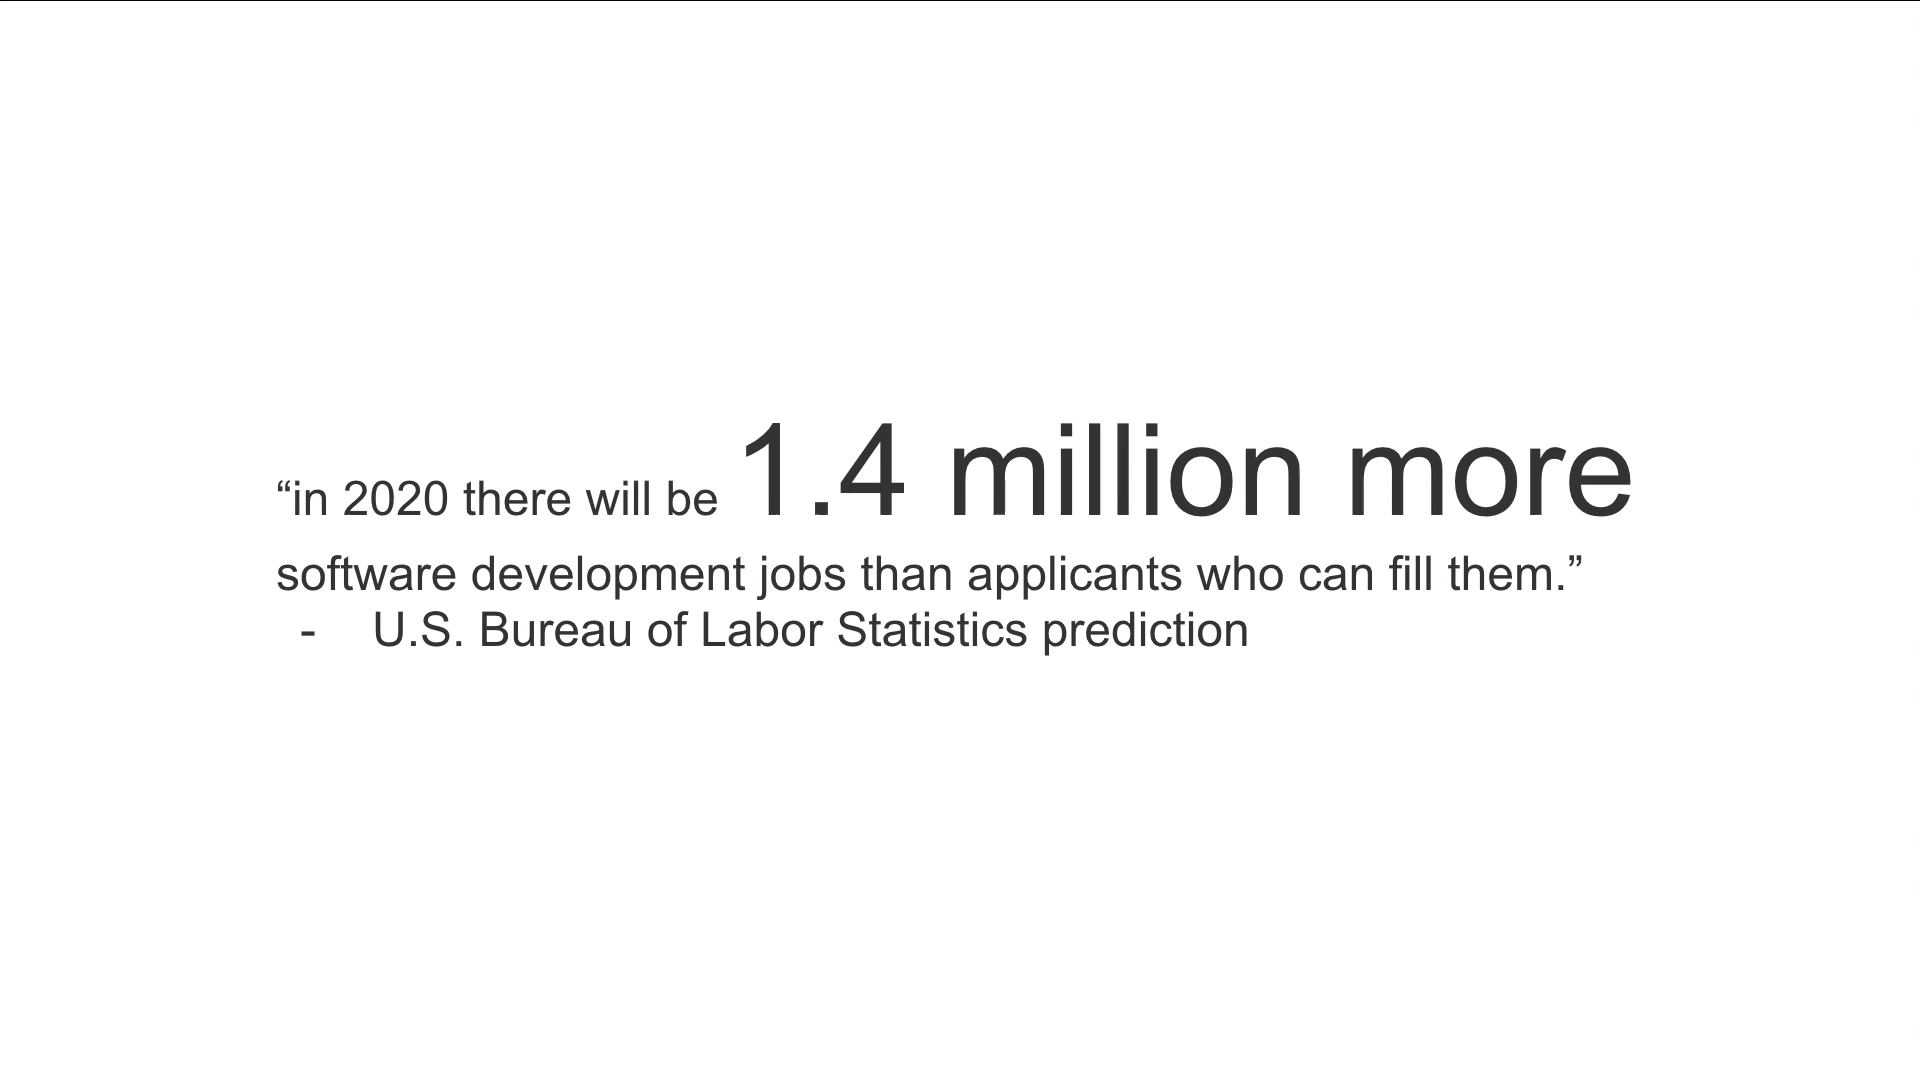 “in 2020 there will be 1.4 million more
software development jobs than applicants who can fill them.”
- U.S. Bureau of Labor Statistics prediction